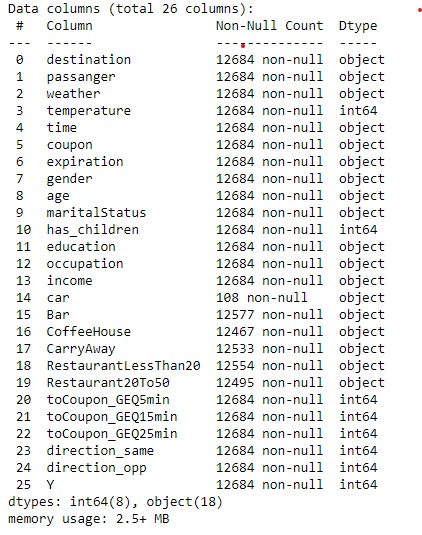 Data columns (total 26 columns):
 #   Column                Non-Null Count  Dtype
---  ------                --------------  -----
 0   destination           12684 non-null  object
 1   passanger             12684 non-null  object
 2   weather               12684 non-null  object
 3   temperature           12684 non-null  int64
 4   time                  12684 non-null  object
 5   coupon                12684 non-null  object
 6   expiration            12684 non-null  object
 7   gender                12684 non-null  object
 8   age                   12684 non-null  object
 9   maritalStatus         12684 non-null  object
 10  has_children          12684 non-null  int64
 11  education             12684 non-null  object
 12  occupation            12684 non-null  object
 13  income                12684 non-null  object
 14  car                   108 non-null    object
 15  Bar                   12577 non-null  object
 16  CoffeeHouse           12467 non-null  object
 17  CarryAway             12533 non-null  object
 18  RestaurantLessThan20  12554 non-null  object
 19  Restaurant20To50      12495 non-null  object
 20  toCoupon_GEQ5min      12684 non-null  int64
 21  toCoupon_GEQ15min     12684 non-null  int64
 22  toCoupon_GEQ25min     12684 non-null  int64
 23  direction_same        12684 non-null  int64
 24  direction_opp         12684 non-null  int64
 25  Y                     12684 non-null  int64
dtypes: int64(8), object(18)
memory usage: 2.5+ MB